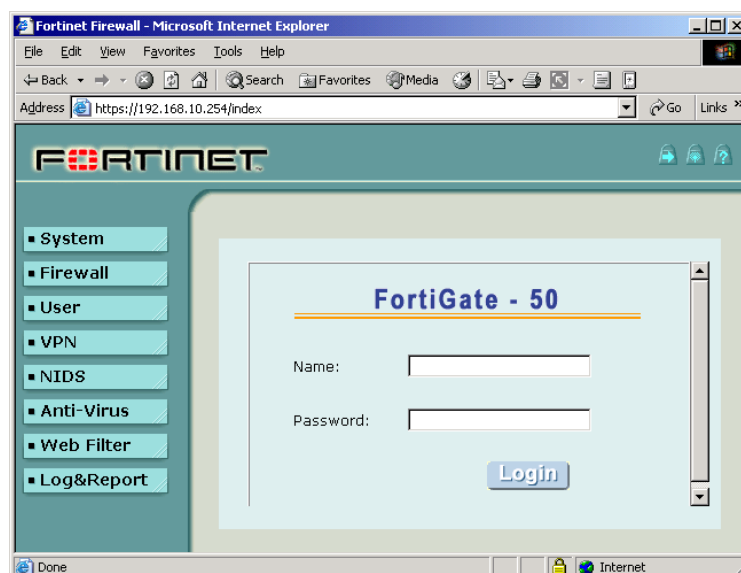 Fortinet Firewall - Microsoft Internet Explorer
File Edit View Favorites Tools Help
Back Search Favorites Media
Address https://192.168.10.254/index Go Links »
FORTINET
System
Firewall
User
VPN
NIDS
Anti-Virus
Web Filter
Log&Report
FortiGate - 50
Name:
Password:
Login
Done Internet